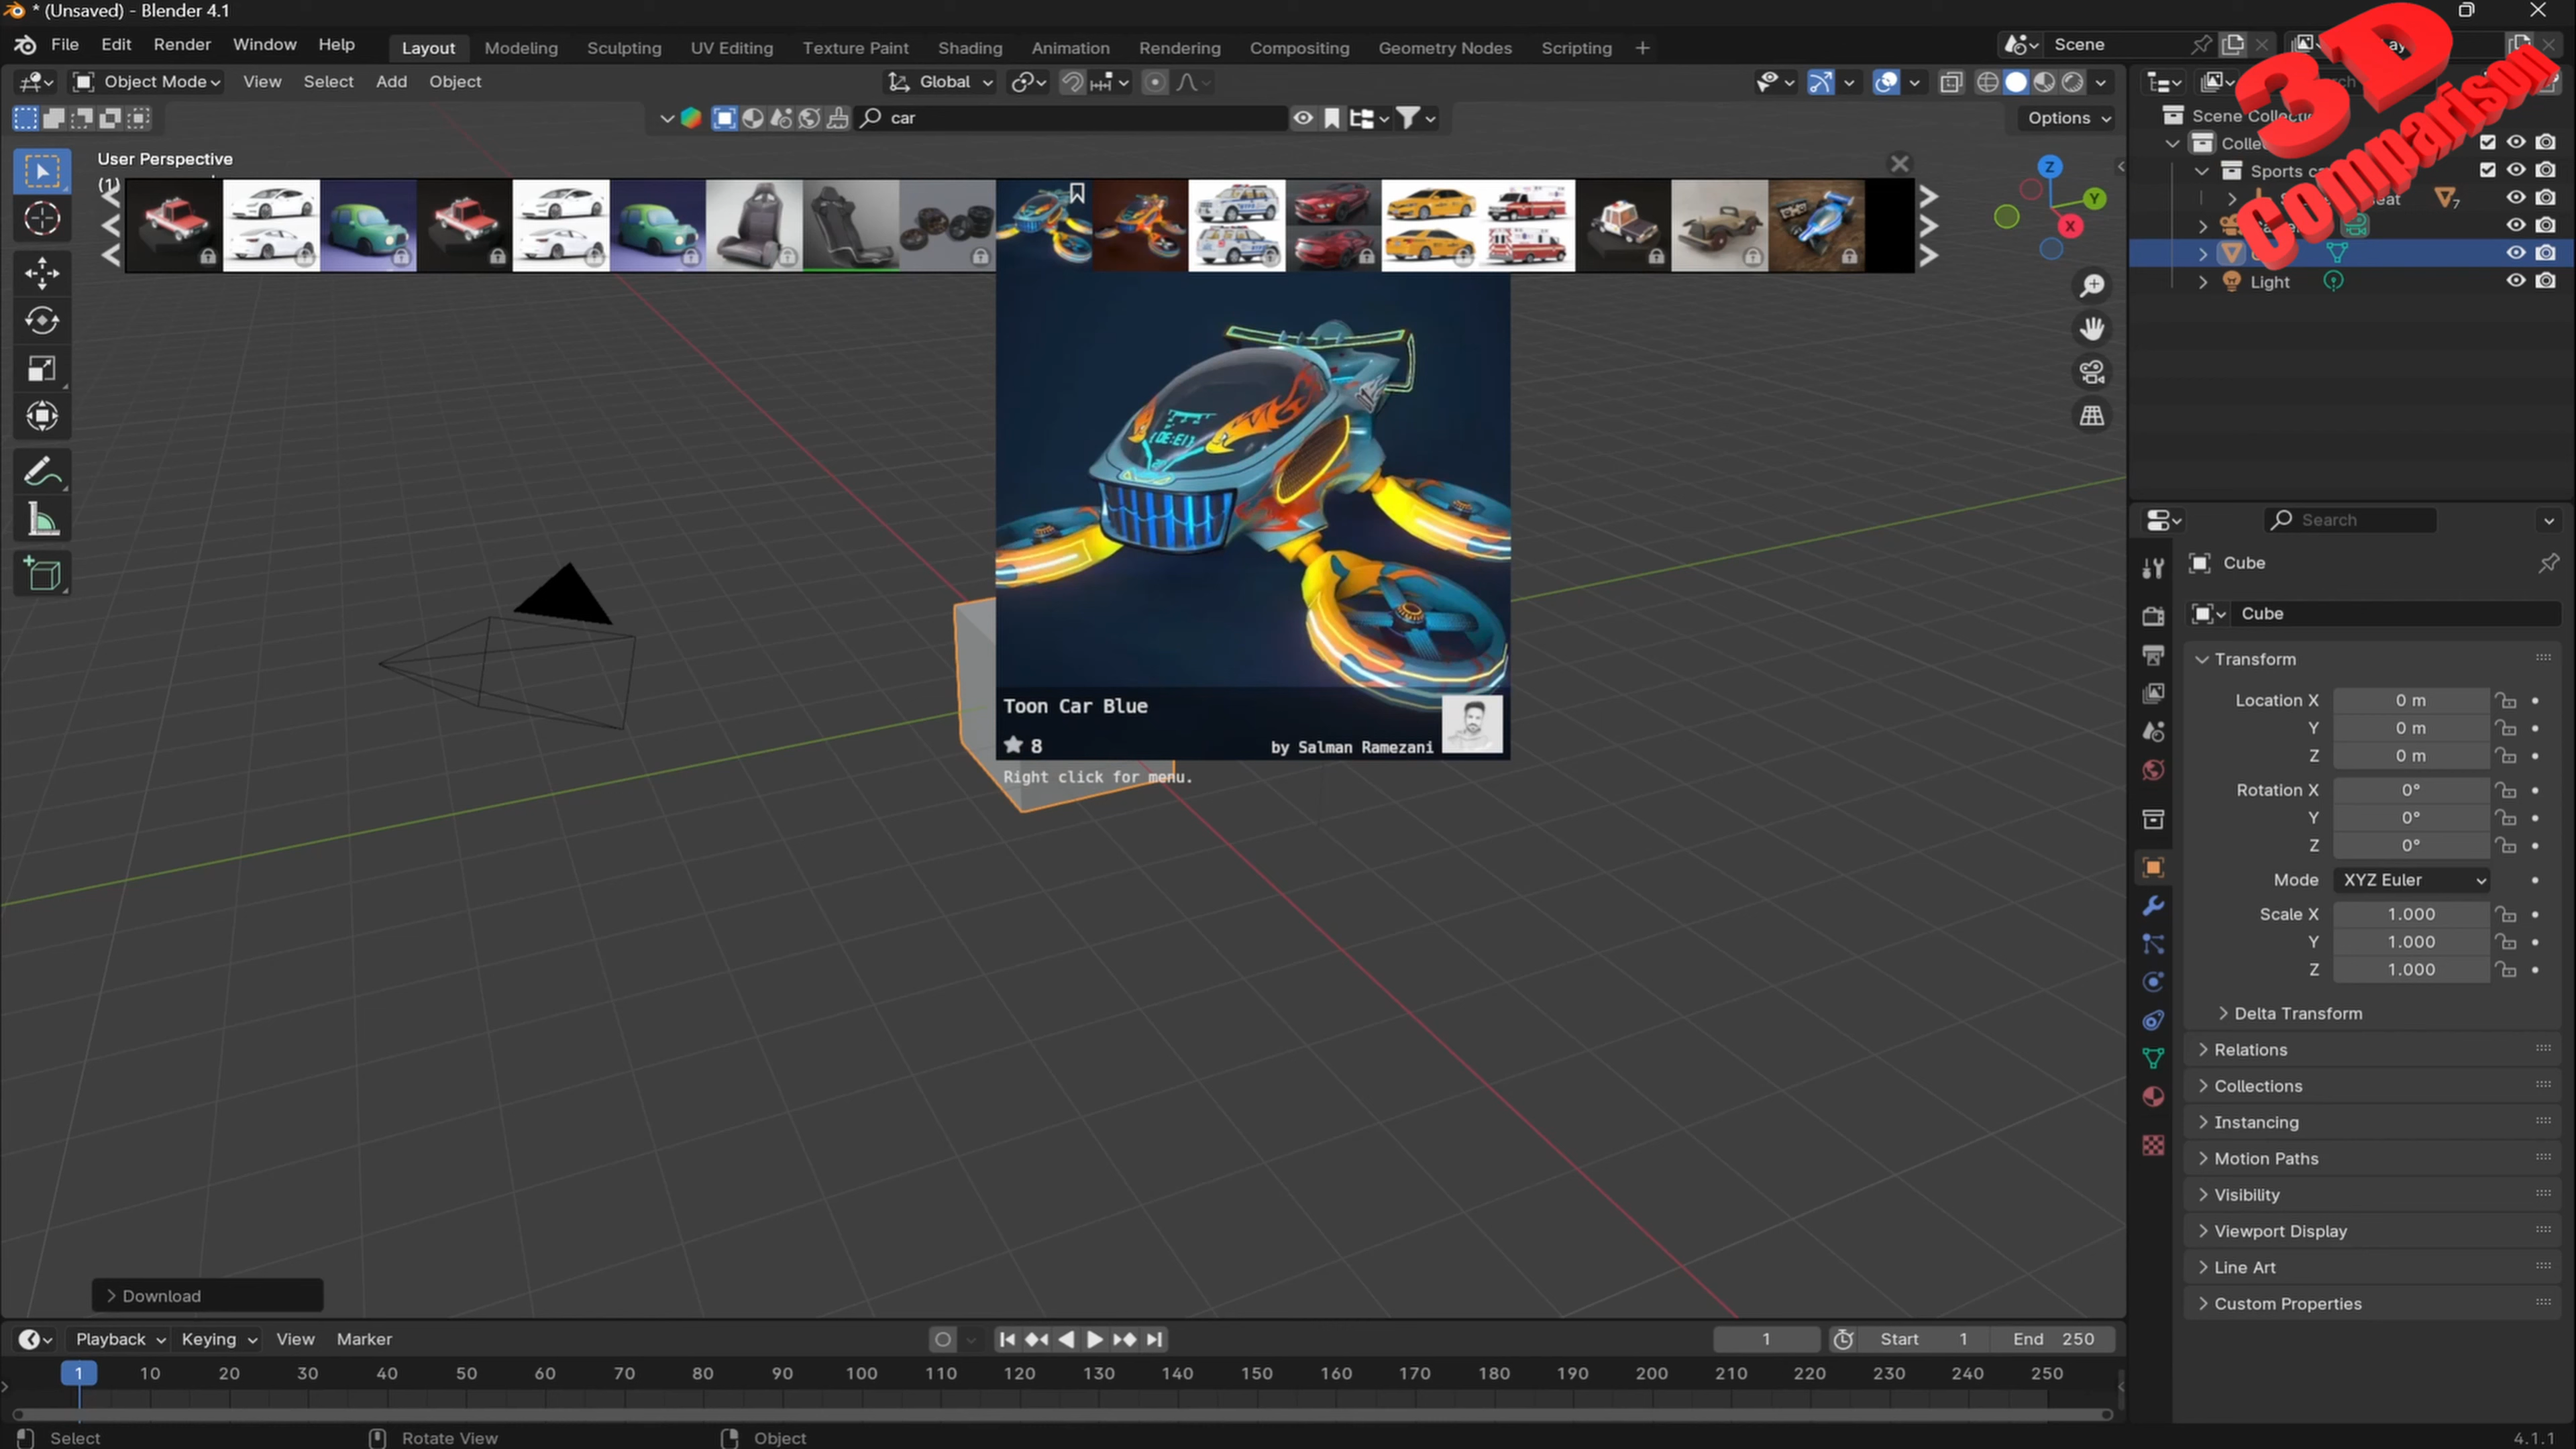 * (Unsaved) - Blender 4.1
File Edit Render Window Help
Layout Modeling Sculpting UV Editing Texture Paint Shading Animation Rendering Compositing Geometry Nodes Scripting +
Scene
Object Mode View Select Add Object
Global
car
Options
User Perspective
(1)
3D
Comparison
Scene Collection
Sports
Light
Z
Y
X
7
Toon Car Blue
8
by Salman Ramezani
Right click for menu.
Search
Cube
Cube
Transform
Location X 0 m
Y 0 m
Z 0 m
Rotation X 0°
Y 0°
Z 0°
Mode XYZ Euler
Scale X 1.000
Y 1.000
Z 1.000
Delta Transform
Relations
Collections
Instancing
Motion Paths
Visibility
Viewport Display
Line Art
Custom Properties
Download
Playback Keying View Marker
1 Start 1 End 250
1 10 20 30 40 50 60 70 80 90 100 110 120 130 140 150 160 170 180 190 200 210 220 230 240 250
Select Rotate View Object
4.1.1